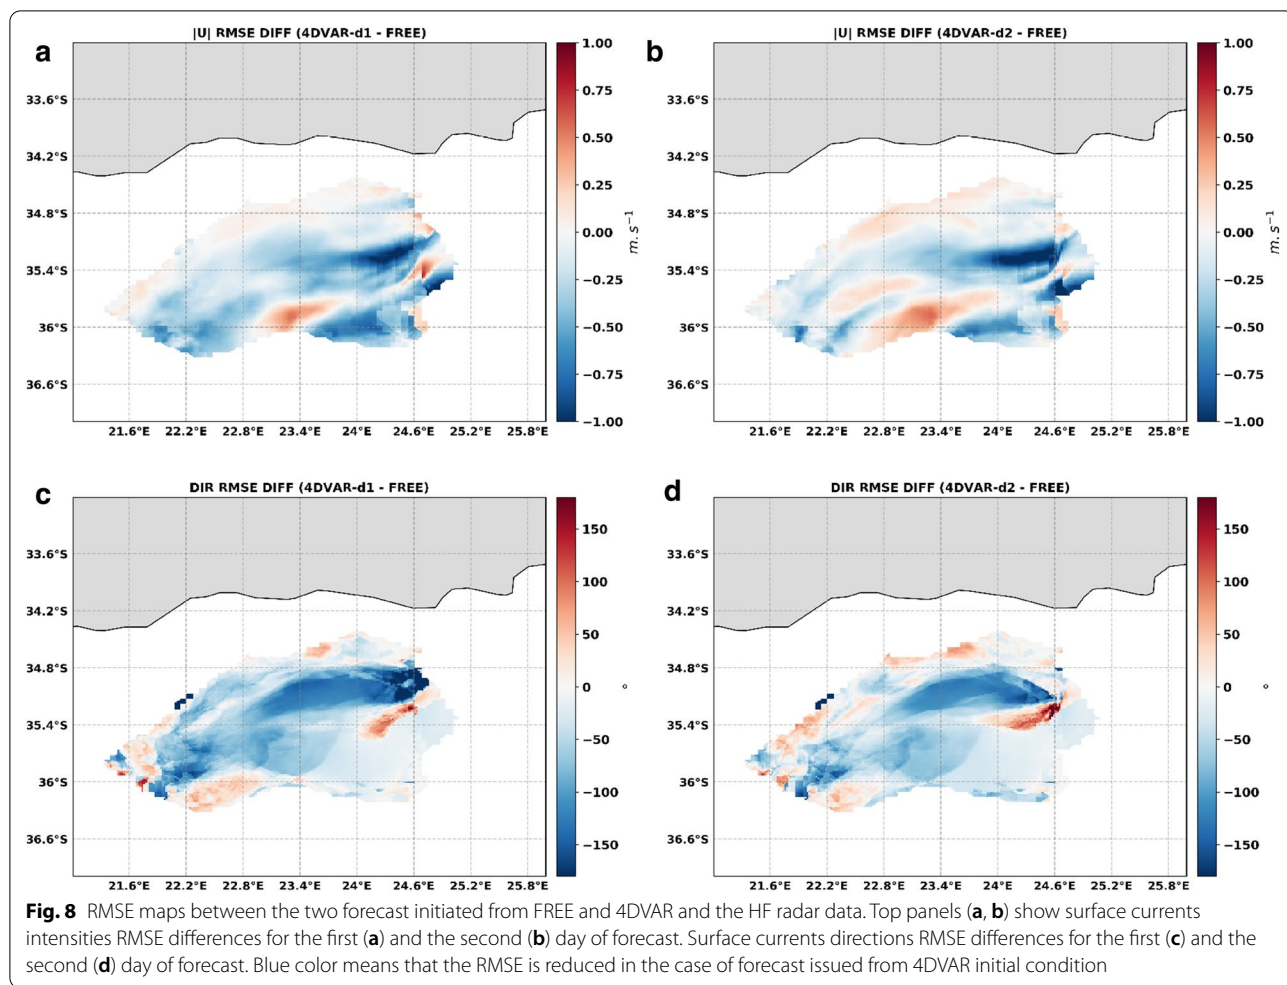 a
|U| RMSE DIFF (4DVAR-d1 - FREE)
33.6°S
34.2°S
34.8°S
35.4°S
36°S
36.6°S
21.6°E 22.2°E 22.8°E 23.4°E 24°E 24.6°E 25.2°E 25.8°E
1.00
0.75
0.50
0.25
0.00
−0.25
−0.50
−0.75
−1.00
m.s⁻¹
b
|U| RMSE DIFF (4DVAR-d2 - FREE)
33.6°S
34.2°S
34.8°S
35.4°S
36°S
36.6°S
21.6°E 22.2°E 22.8°E 23.4°E 24°E 24.6°E 25.2°E 25.8°E
1.00
0.75
0.50
0.25
0.00
−0.25
−0.50
−0.75
−1.00
m.s⁻¹
c
DIR RMSE DIFF (4DVAR-d1 - FREE)
33.6°S
34.2°S
34.8°S
35.4°S
36°S
36.6°S
21.6°E 22.2°E 22.8°E 23.4°E 24°E 24.6°E 25.2°E 25.8°E
150
100
50
0
−50
−100
−150
°
d
DIR RMSE DIFF (4DVAR-d2 - FREE)
33.6°S
34.2°S
34.8°S
35.4°S
36°S
36.6°S
21.6°E 22.2°E 22.8°E 23.4°E 24°E 24.6°E 25.2°E 25.8°E
150
100
50
0
−50
−100
−150
°
Fig. 8 RMSE maps between the two forecast initiated from FREE and 4DVAR and the HF radar data. Top panels (a, b) show surface currents
intensities RMSE differences for the first (a) and the second (b) day of forecast. Surface currents directions RMSE differences for the first (c) and the
second (d) day of forecast. Blue color means that the RMSE is reduced in the case of forecast issued from 4DVAR initial condition